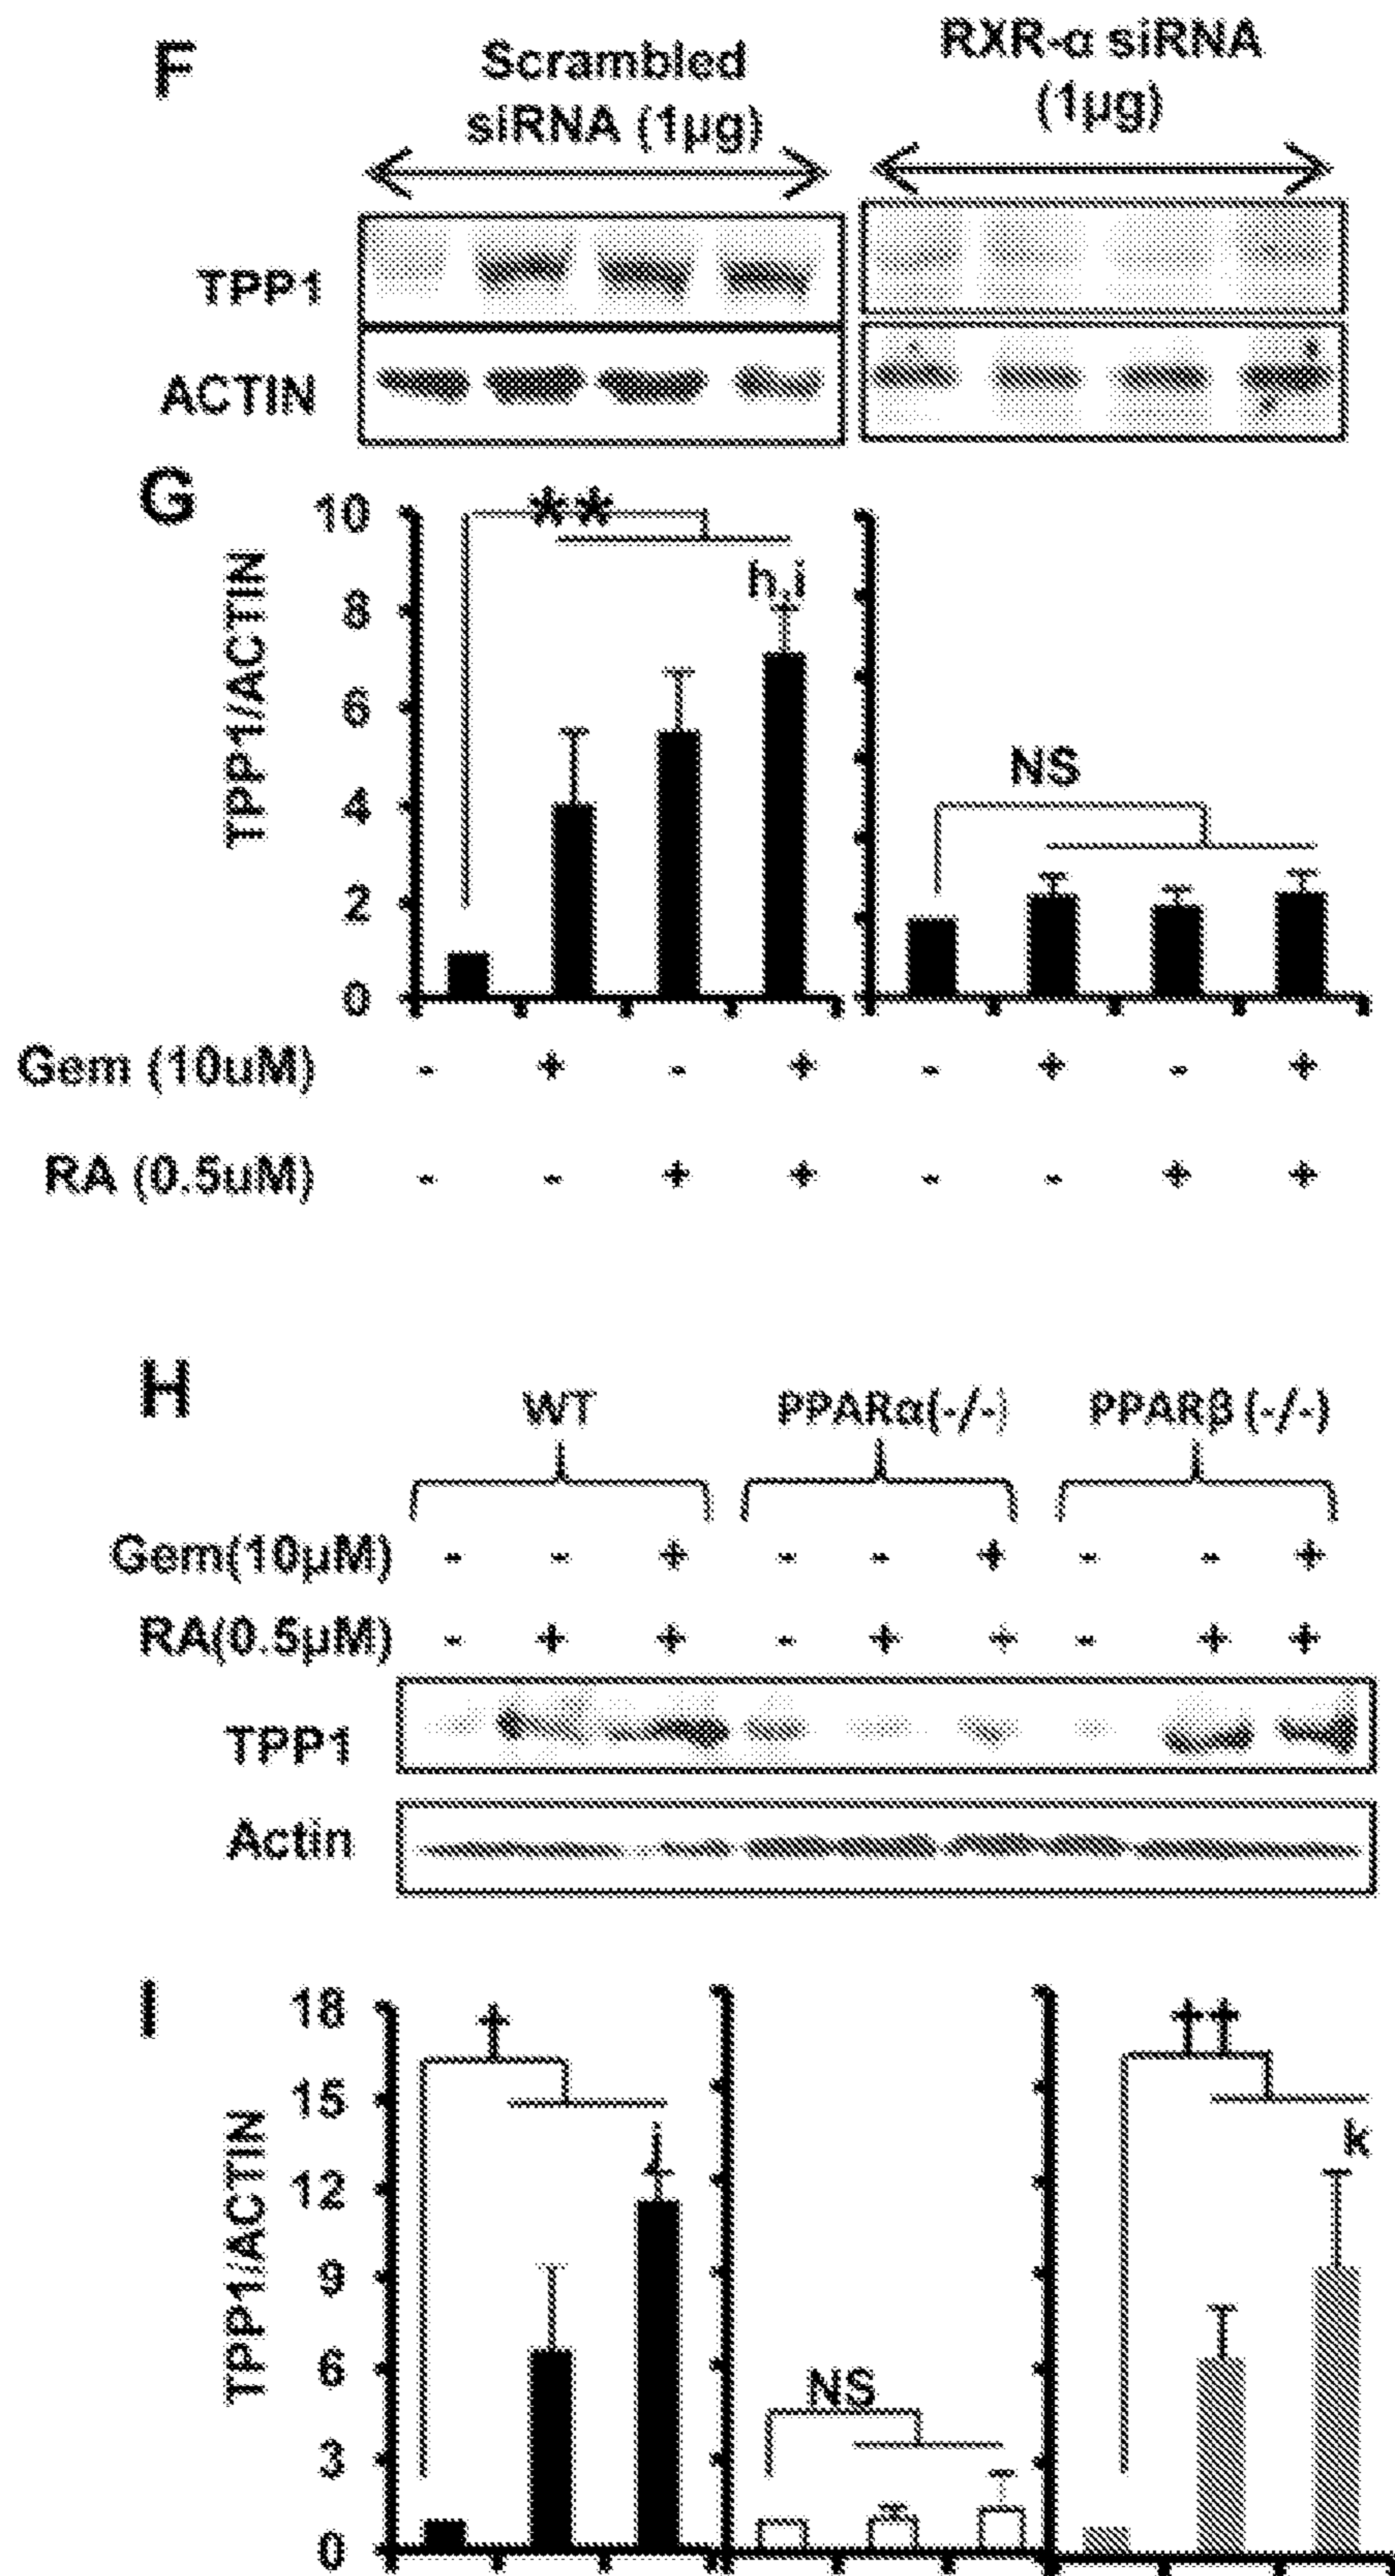 F
Scrambled
siRNA (1µg)
RXR-α siRNA
(1µg)
TPP1
ACTIN
G
TPP1/ACTIN
10
8
6
4
2
0
**
h,i
NS
Gem (10uM) - + - + - + - +
RA (0.5uM) - - + + - - + +
H
WT PPARα(-/-) PPARβ (-/-)
Gem(10µM) - - + - - + - - +
RA(0.5µM) - + + - + + - + +
TPP1
Actin
I
TPP1/ACTIN
18
15
12
9
6
3
0
†
j
NS
††
k